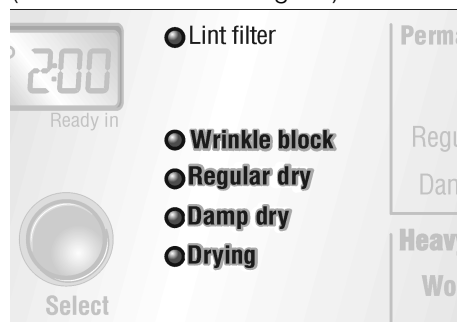 2:00
Ready in
Select
Lint filter
Wrinkle block
Regular dry
Damp dry
Drying